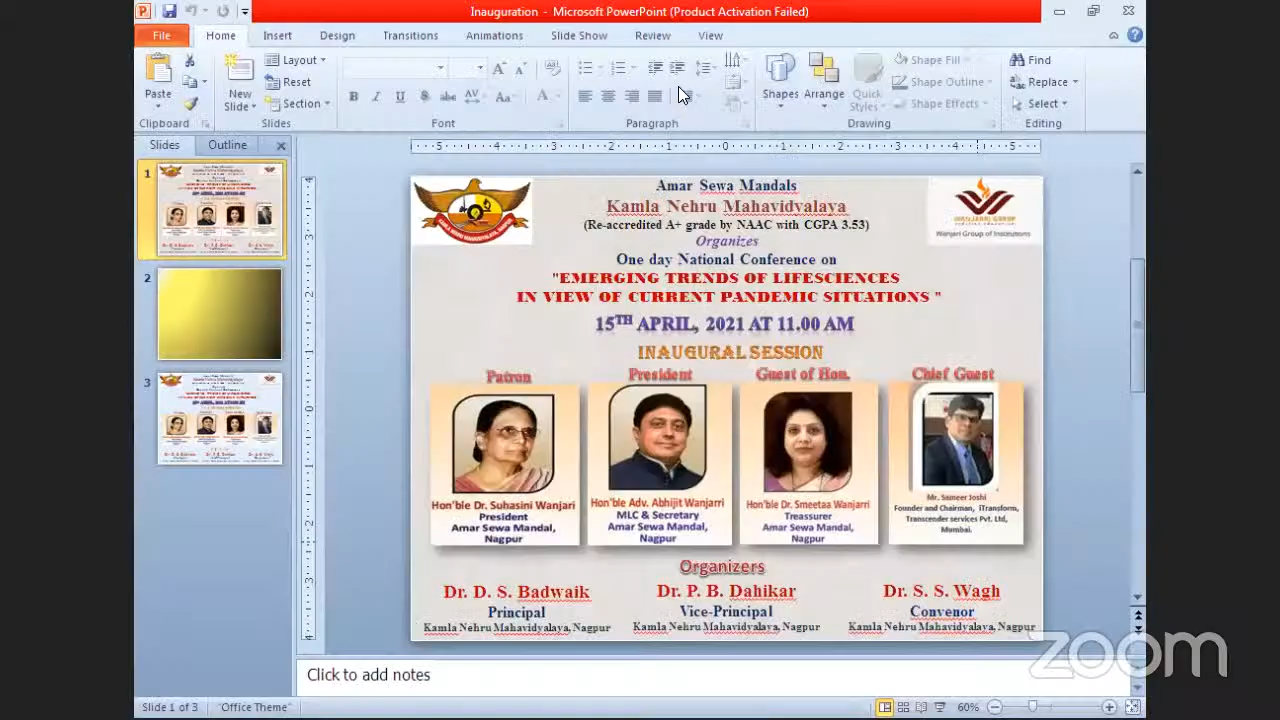 Inauguration - Microsoft PowerPoint (Product Activation Failed)
File Home Insert Design Transitions Animations Slide Show Review View
Paste
New Slide
Layout
Reset
Section
Shapes
Arrange
Quick Styles
Shape Fill
Shape Outline
Shape Effects
Find
Replace
Select
Clipboard Slides Font Paragraph Drawing Editing
Slides Outline
1
2
3
Amar Sewa Mandals
Kamla Nehru Mahavidyalaya
(Re-accredited A+ grade by NAAC with CGPA 3.53)
Organizes
One day National Conference on
"EMERGING TRENDS OF LIFESCIENCES
IN VIEW OF CURRENT PANDEMIC SITUATIONS "
15TH APRIL, 2021 AT 11.00 AM
INAUGURAL SESSION
WANJARI GROUP
Wanjari Group of Institutions
Patron
Hon'ble Dr. Suhasini Wanjari
President
Amar Sewa Mandal,
Nagpur
President
Hon'ble Adv. Abhijit Wanjarri
MLC & Secretary
Amar Sewa Mandal,
Nagpur
Guest of Hon.
Hon'ble Dr. Smeetaa Wanjarri
Treassurer
Amar Sewa Mandal,
Nagpur
Chief Guest
Mr. Sameer Joshi
Founder and Chairman, iTransform,
Transcender services Pvt. Ltd,
Mumbai.
Organizers
Dr. D. S. Badwaik
Principal
Kamla Nehru Mahavidyalaya, Nagpur
Dr. P. B. Dahikar
Vice-Principal
Kamla Nehru Mahavidyalaya, Nagpur
Dr. S. S. Wagh
Convenor
Kamla Nehru Mahavidyalaya, Nagpur
zoom
Click to add notes
Slide 1 of 3 "Office Theme" 60%